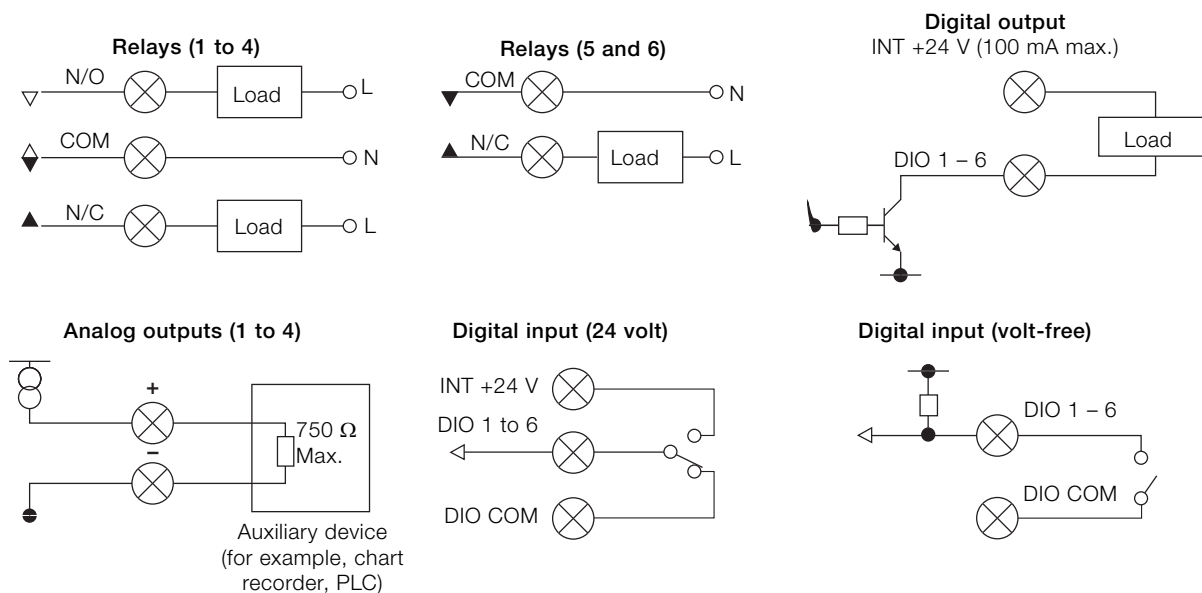 Relays (1 to 4)
N/O
Load
L
COM
N
N/C
Load
L
Relays (5 and 6)
COM
N
N/C
Load
L
Digital output
INT +24 V (100 mA max.)
Load
DIO 1 – 6
Analog outputs (1 to 4)
+
750 Ω
Max.
–
Auxiliary device
(for example, chart
recorder, PLC)
Digital input (24 volt)
INT +24 V
DIO 1 to 6
DIO COM
Digital input (volt-free)
DIO 1 – 6
DIO COM